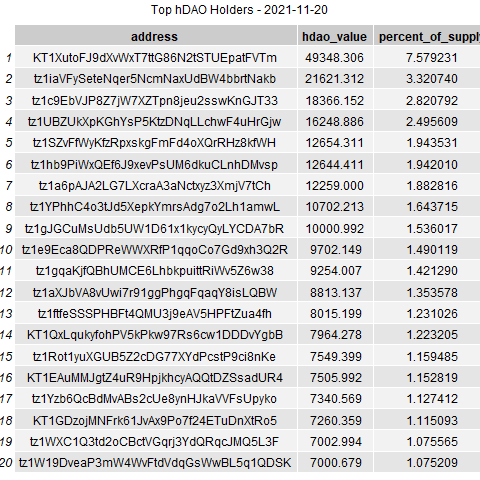 Top hDAO Holders - 2021-11-20
address hdao_value percent_of_supply
1 KT1XutoFJ9dXvWxT7ttG86N2tSTUEpatFVTm 49348.306 7.579231
2 tz1iaVFySeteNqer5NcmNaxUdBW4bbrtNakb 21621.312 3.320740
3 tz1c9EbVJP8Z7jW7XZTpn8jeu2sswKnGJT33 18366.152 2.820792
4 tz1UBZUkXpKGhYsP5KtzDNqLLchwF4uHrGjw 16248.886 2.495609
5 tz1SZvFfWyKfzRpxskgFmFd4oXQrRHz8kfWH 12654.311 1.943531
6 tz1hb9PiWxQEf6J9xevPsUM6dkuCLnhDMvsp 12644.411 1.942010
7 tz1a6pAJA2LG7LXcraA3aNctxyz3XmjV7tCh 12259.000 1.882816
8 tz1YPhhC4o3tJd5XepkYmrsAdg7o2Lh1amwL 10702.213 1.643715
9 tz1gJGCuMsUdb5UW1D61x1kycyQyLYCDA7bR 10000.992 1.536017
10 tz1e9Eca8QDPReWWXRfP1qqoCo7Gd9xh3Q2R 9702.149 1.490119
11 tz1gqaKjfQBhUMCE6LhbkpuittRiWv5Z6w38 9254.007 1.421290
12 tz1aXJbVA8vUwi7r91ggPhgqFqaqY8isLQBW 8813.137 1.353578
13 tz1ftfeSSSPHBFt4QMU3j9eAV5HPFtZua4fh 8015.199 1.231026
14 KT1QxLqukyfohPV5kPkw97Rs6cw1DDDvYgbB 7964.278 1.223205
15 tz1Rot1yuXGUB5Z2cDG77XYdPcstP9ci8nKe 7549.399 1.159485
16 KT1EAuMMJgtZ4uR9HpjkhcyAQQtDZSsadUR4 7505.992 1.152819
17 tz1Yzb6QcBdMvABs2cUe8ynHJkaVVFsUpyko 7340.569 1.127412
18 KT1GDzojMNFrk61JvAx9Po7f24ETuDnXtRo5 7260.359 1.115093
19 tz1WXC1Q3td2oCBctVGqrj3YdQRqcJMQ5L3F 7002.994 1.075565
20 tz1W19DveaP3mW4WvFtdVdqGsWwBL5q1QDSK 7000.679 1.075209